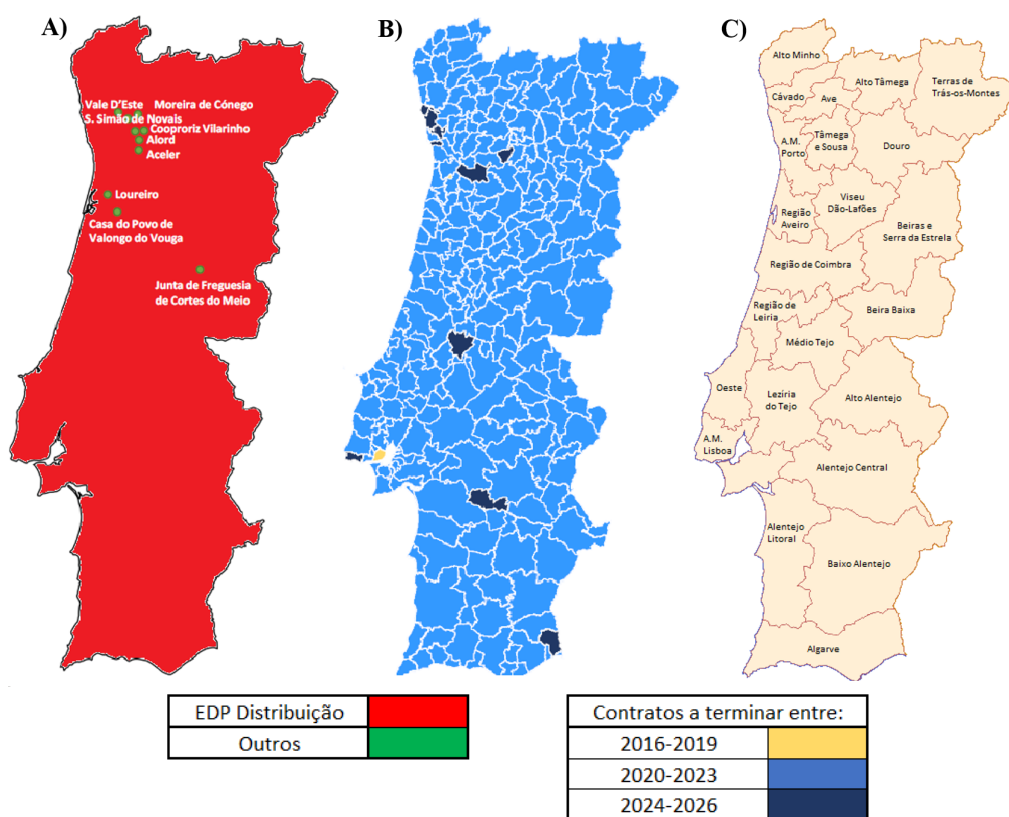 A)
B)
C)
Vale D'Este Moreira de Cónego
S. Simão de Novais
Cooproriz Vilarinho
Alord
Aceler
Loureiro
Casa do Povo de
Valongo do Vouga
Junta de Freguesia
de Cortes do Meio
Alto Minho
Alto Tâmega
Terras de
Trás-os-Montes
Cávado
Ave
A.M.
Porto
Tâmega
e Sousa
Douro
Viseu
Dão-Lafões
Região
Aveiro
Beiras e
Serra da Estrela
Região de Coimbra
Região de
Leiria
Beira Baixa
Médio Tejo
Oeste
Lezíria
do Tejo
Alto Alentejo
A.M.
Lisboa
Alentejo Central
Alentejo
Litoral
Baixo Alentejo
Algarve
EDP Distribuição
Outros
Contratos a terminar entre:
2016-2019
2020-2023
2024-2026